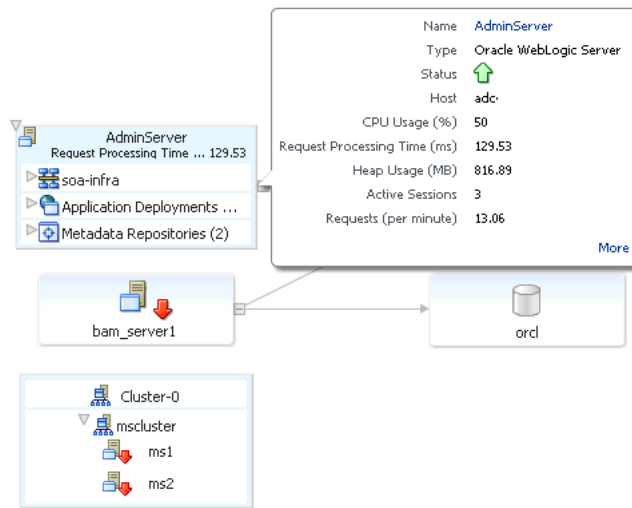 Name AdminServer
Type Oracle WebLogic Server
Status
Host adc
CPU Usage (%) 50
Request Processing Time (ms) 129.53
Heap Usage (MB) 816.89
Active Sessions 3
Requests (per minute) 13.06
More
AdminServer
Request Processing Time ... 129.53
soa-infra
Application Deployments ...
Metadata Repositories (2)
bam_server1
orcl
Cluster-0
mscluster
ms1
ms2